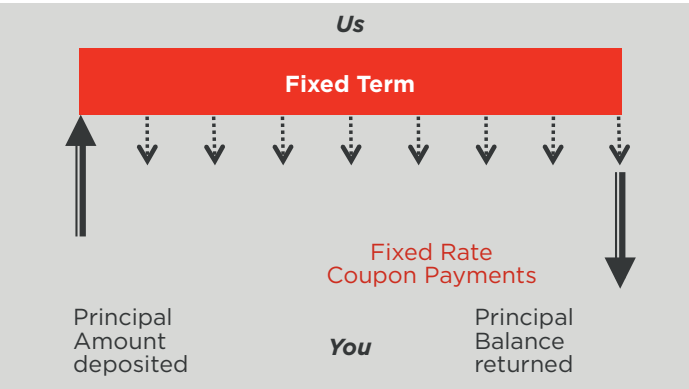 Us
Fixed Term
Fixed Rate
Coupon Payments
Principal
Amount
deposited
You
Principal
Balance
returned